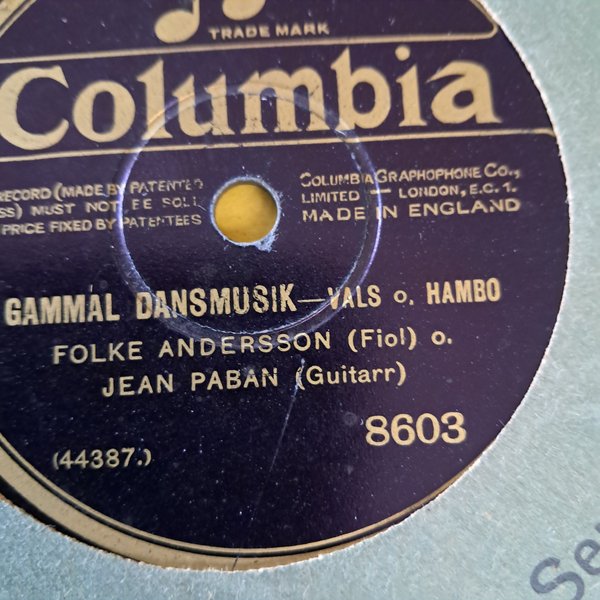 TRADE MARK
Columbia
RECORD (MADE BY PATENTED
MUST NOT BE SOLD
PRICE FIXED BY PATENTEES
COLUMBIA GRAPHOPHONE CO.,
LIMITED — LONDON, E.C.1.
MADE IN ENGLAND
GAMMAL DANSMUSIK—VALS o. HAMBO
FOLKE ANDERSSON (Fiol) o.
JEAN PABAN (Guitarr)
8603
(44387.)